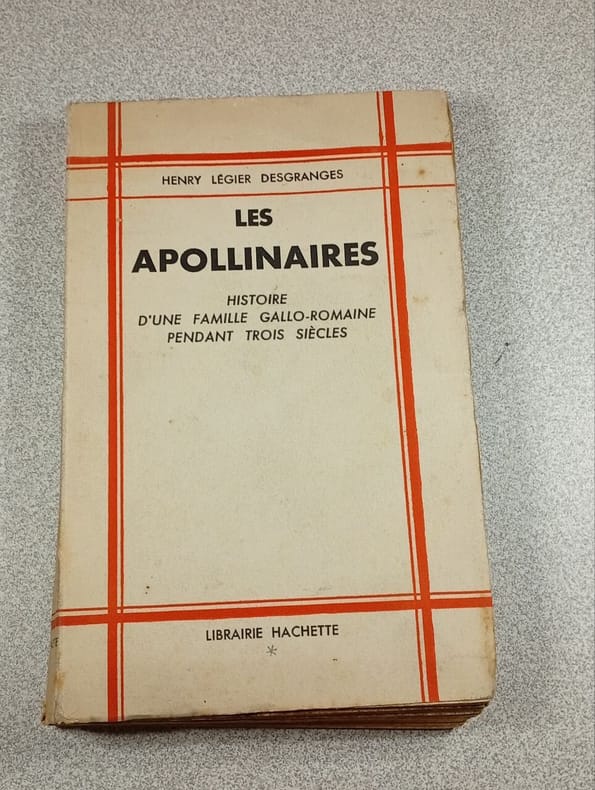 HENRY LÉGIER DESGRANGES
LES
APOLLINAIRES
HISTOIRE
D'UNE FAMILLE GALLO-ROMAINE
PENDANT TROIS SIÈCLES
LIBRAIRIE HACHETTE
*